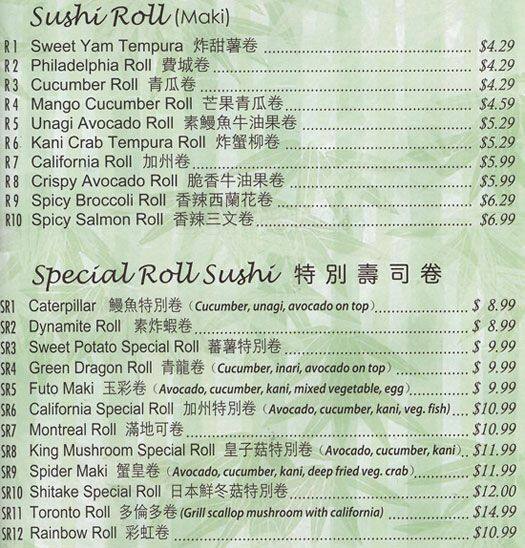 Sushi Roll (Maki)
R1 Sweet Yam Tempura 炸甜薯卷 $4.29
R2 Philadelphia Roll 費城卷 $4.29
R3 Cucumber Roll 青瓜卷 $4.29
R4 Mango Cucumber Roll 芒果青瓜卷 $4.59
R5 Unagi Avocado Roll 素鰻魚牛油果卷 $5.29
R6 Kani Crab Tempura Roll 炸蟹柳卷 $5.29
R7 California Roll 加州卷 $5.99
R8 Crispy Avocado Roll 脆香牛油果卷 $5.99
R9 Spicy Broccoli Roll 香辣西蘭花卷 $6.29
R10 Spicy Salmon Roll 香辣三文卷 $6.99
Special Roll Sushi 特別壽司卷
SR1 Caterpillar 鰻魚特別卷 (Cucumber, unagi, avocado on top) $ 8.99
SR2 Dynamite Roll 素炸蝦卷 $ 8.99
SR3 Sweet Potato Special Roll 蕃薯特別卷 $ 9.99
SR4 Green Dragon Roll 青龍卷 (Cucumber, inari, avocado on top) $ 9.99
SR5 Futo Maki 玉彩卷 (Avocado, cucumber, kani, mixed vegetable, egg) $ 9.99
SR6 California Special Roll 加州特別卷 (Avocado, cucumber, kani, veg. fish) $10.99
SR7 Montreal Roll 滿地可卷 $10.99
SR8 King Mushroom Special Roll 皇子菇特別卷 (Avocado, cucumber, kani) $11.99
SR9 Spider Maki 蟹皇卷 (Avocado, cucumber, kani, deep fried veg. crab) $11.99
SR10 Shitake Special Roll 日本鮮冬菇特別卷 $12.00
SR11 Toronto Roll 多倫多卷 (Grill scallop mushroom with california) $14.99
SR12 Rainbow Roll 彩虹卷 $10.99